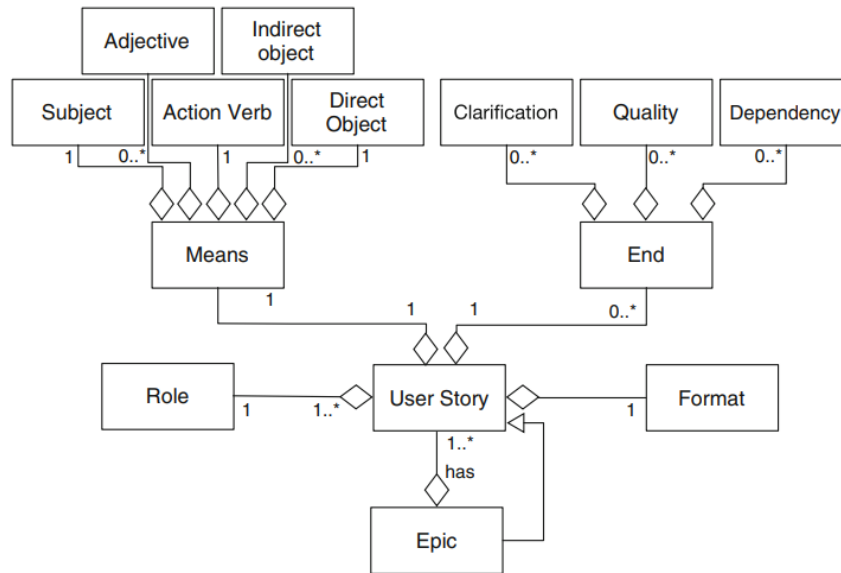 Adjective
Indirect
object
Subject
Action Verb
Direct
Object
Clarification
Quality
Dependency
1
0..*
1
0..*
1
0..*
0..*
0..*
Means
End
1
1
1
0..*
Role
User Story
Format
1
1..*
1
1..*
has
Epic